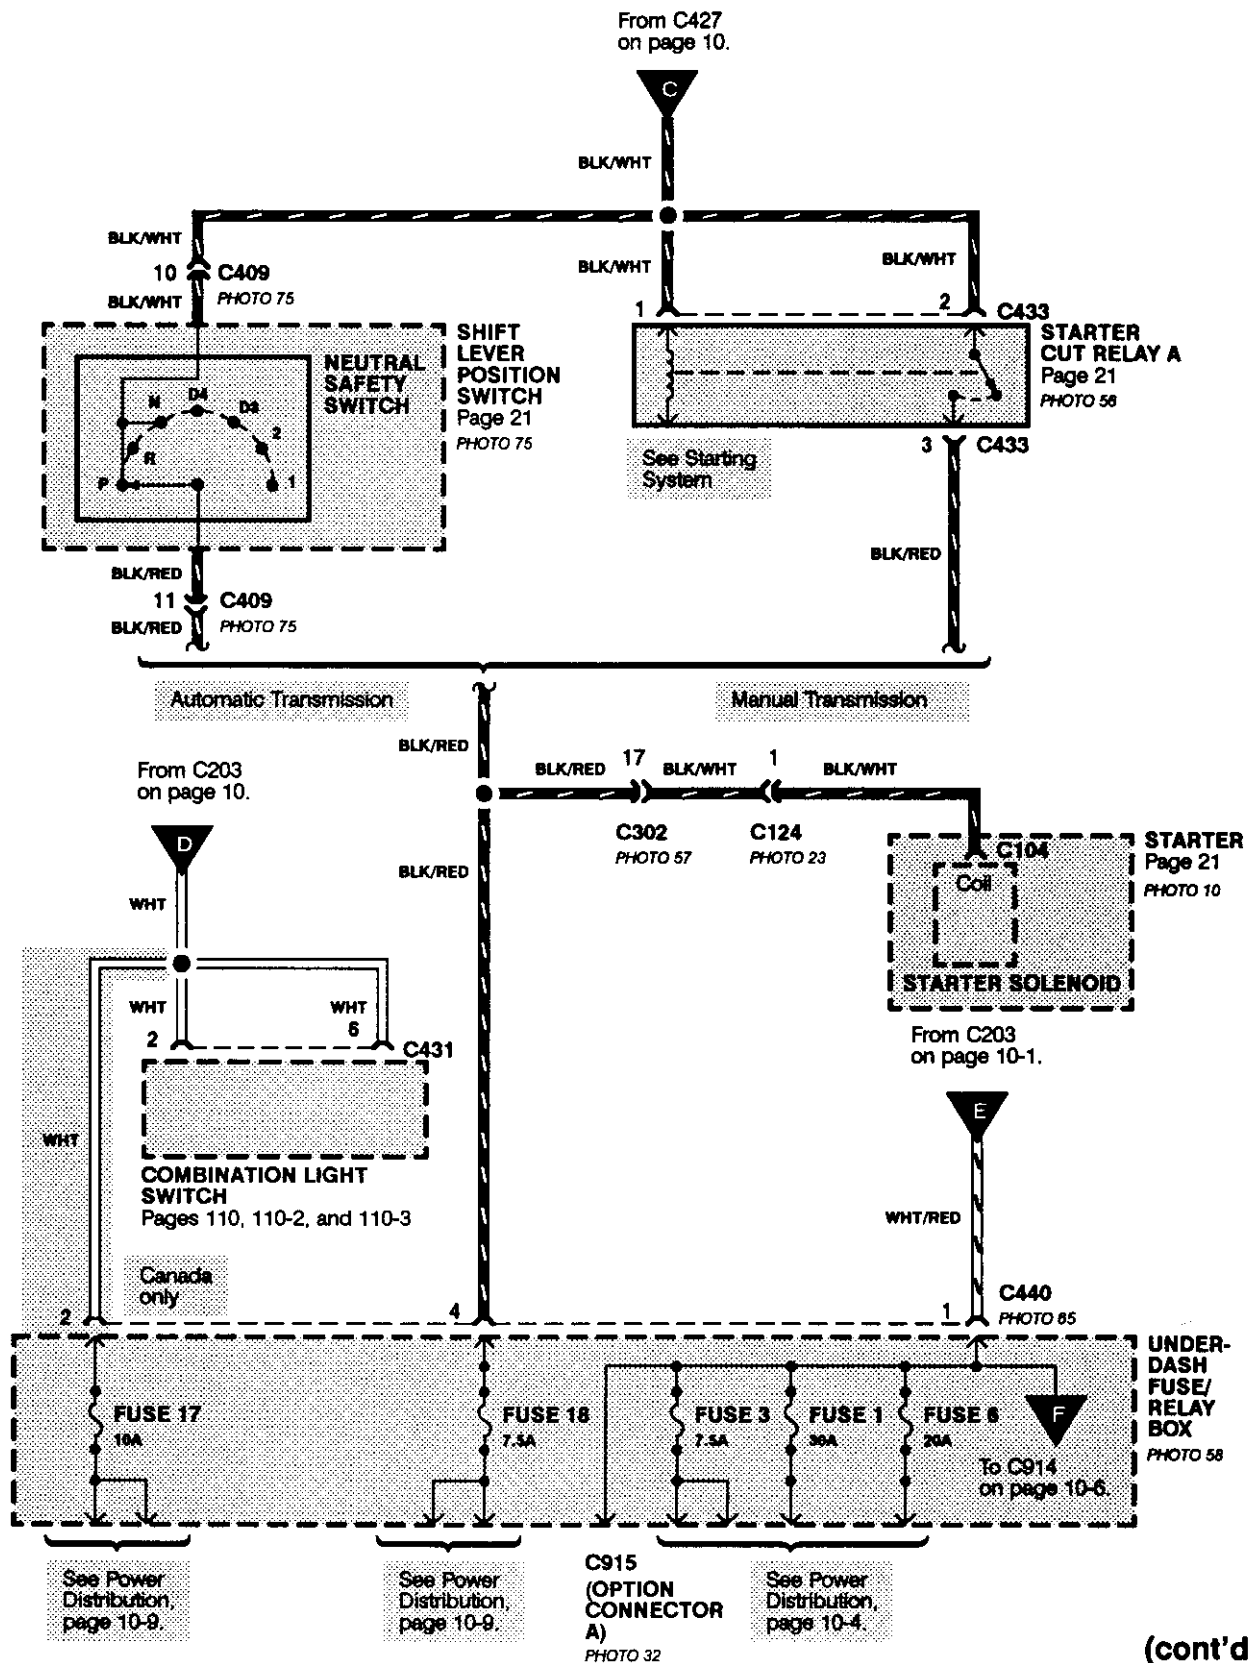 From C427
on page 10.
C
BLK/WHT
BLK/WHT
BLK/WHT
BLK/WHT
10 C409
PHOTO 75
BLK/WHT
1
2
C433
SHIFT
LEVER
POSITION
SWITCH
Page 21
PHOTO 75
NEUTRAL
SAFETY
SWITCH
P
R
N
D4
D3
2
1
STARTER
CUT RELAY A
Page 21
PHOTO 56
See Starting
System
3 C433
BLK/RED
BLK/RED
11 C409
PHOTO 75
BLK/RED
Automatic Transmission
Manual Transmission
BLK/RED
BLK/RED
17
BLK/WHT
1
BLK/WHT
C302
PHOTO 57
C124
PHOTO 23
From C203
on page 10.
D
BLK/RED
C104
Coil
STARTER SOLENOID
STARTER
Page 21
PHOTO 10
WHT
WHT
2
WHT
6
C431
WHT
COMBINATION LIGHT
SWITCH
Pages 110, 110-2, and 110-3
From C203
on page 10-1.
E
WHT/RED
Canada
only
2
4
1
C440
PHOTO 65
UNDER-
DASH
FUSE/
RELAY
BOX
PHOTO 58
FUSE 17
10A
FUSE 18
7.5A
FUSE 3
7.5A
FUSE 1
30A
FUSE 6
20A
F
To C914
on page 10-6.
See Power
Distribution,
page 10-9.
See Power
Distribution,
page 10-9.
C915
(OPTION
CONNECTOR
A)
PHOTO 32
See Power
Distribution,
page 10-4.
(cont'd